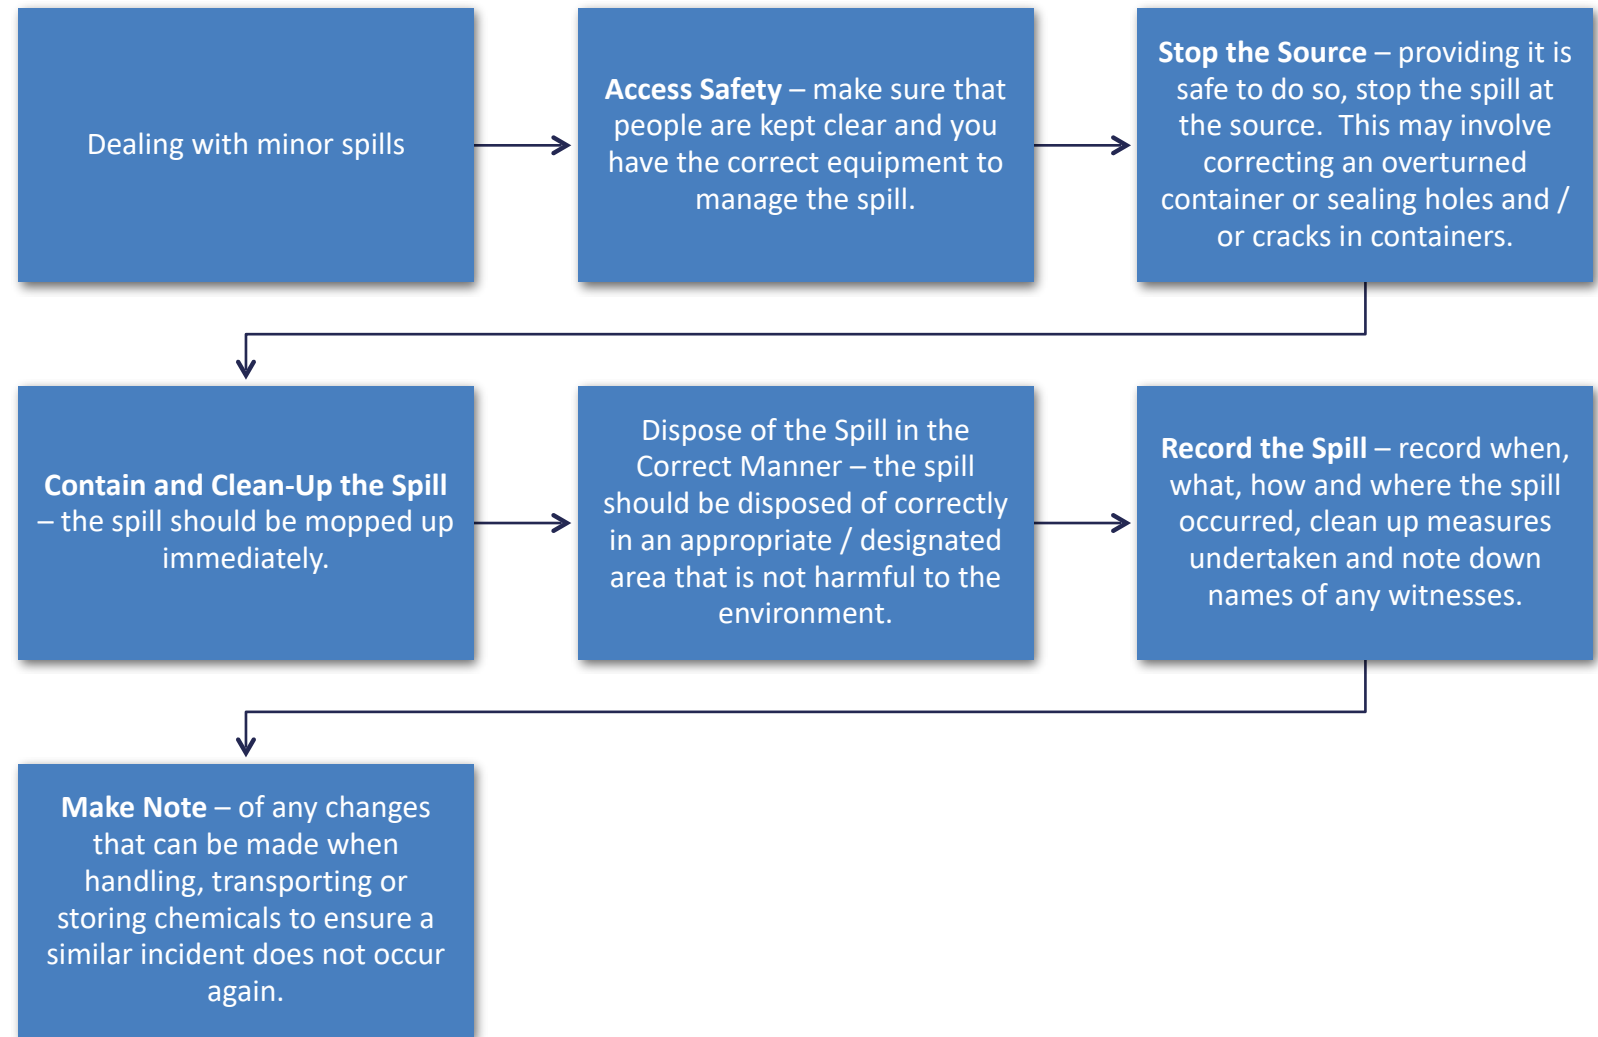 Dealing with minor spills
Access Safety – make sure that
people are kept clear and you
have the correct equipment to
manage the spill.
Stop the Source – providing it is
safe to do so, stop the spill at
the source.  This may involve
correcting an overturned
container or sealing holes and /
or cracks in containers.
Contain and Clean-Up the Spill
– the spill should be mopped up
immediately.
Dispose of the Spill in the
Correct Manner – the spill
should be disposed of correctly
in an appropriate / designated
area that is not harmful to the
environment.
Record the Spill – record when,
what, how and where the spill
occurred, clean up measures
undertaken and note down
names of any witnesses.
Make Note – of any changes
that can be made when
handling, transporting or
storing chemicals to ensure a
similar incident does not occur
again.